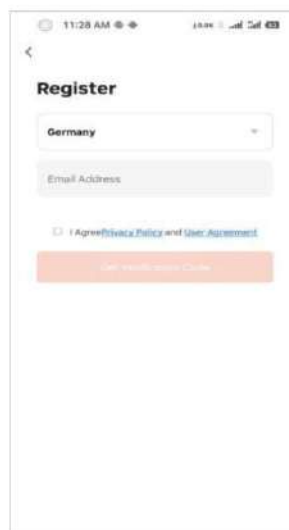 11:28 AM
Register
Germany
Email Address
I AgreePrivacy Policy and User Agreement
Get Verification Code